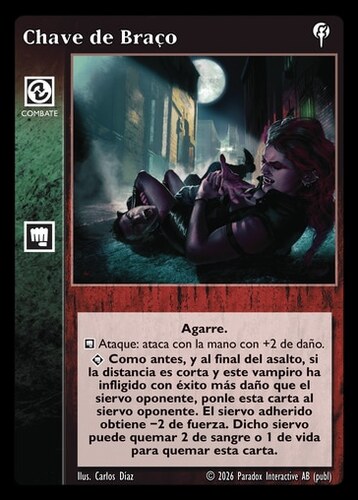 Chave de Braço
COMBATE
Agarre.
Ataque: ataca con la mano con +2 de daño.
Como antes, y al final del asalto, si
la distancia es corta y este vampiro ha
infligido con éxito más daño que el
siervo oponente, ponle esta carta al
siervo oponente. El siervo adherido
obtiene −2 de fuerza. Dicho siervo
puede quemar 2 de sangre o 1 de vida
para quemar esta carta.
Ilus. Carlos Díaz
© 2026 Paradox Interactive AB (publ)